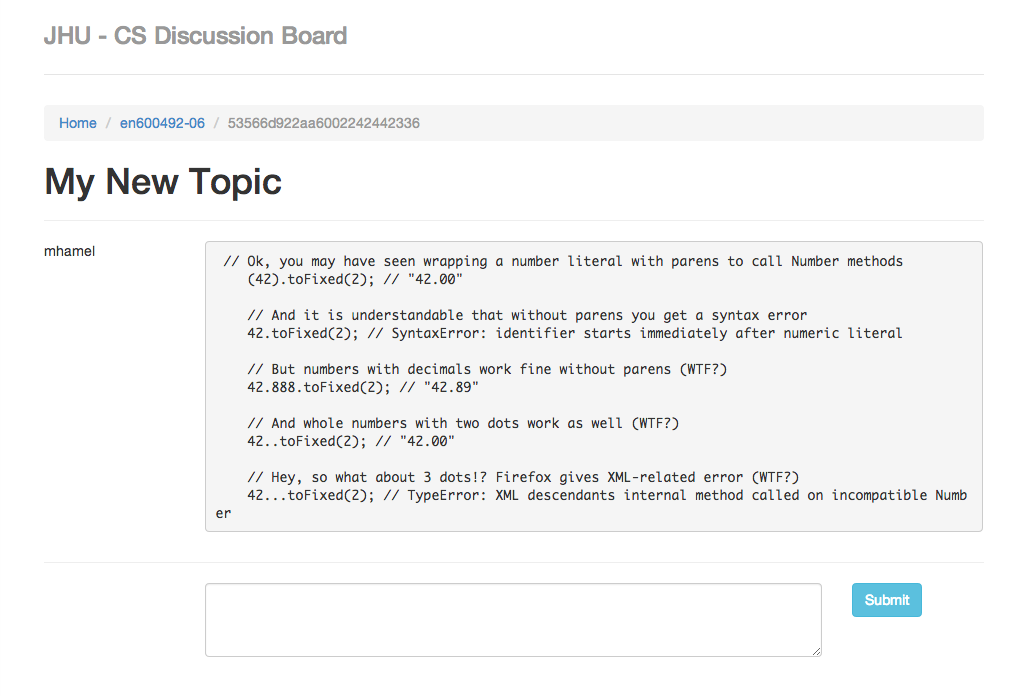 JHU - CS Discussion Board
Home / en600492-06 / 53566d922aa6002242442336
My New Topic
mhamel
// Ok, you may have seen wrapping a number literal with parens to call Number methods
(42).toFixed(2); // "42.00"
// And it is understandable that without parens you get a syntax error
42.toFixed(2); // SyntaxError: identifier starts immediately after numeric literal
// But numbers with decimals work fine without parens (WTF?)
42.888.toFixed(2); // "42.89"
// And whole numbers with two dots work as well (WTF?)
42..toFixed(2); // "42.00"
// Hey, so what about 3 dots!? Firefox gives XML-related error (WTF?)
42...toFixed(2); // TypeError: XML descendants internal method called on incompatible Numb
er
Submit